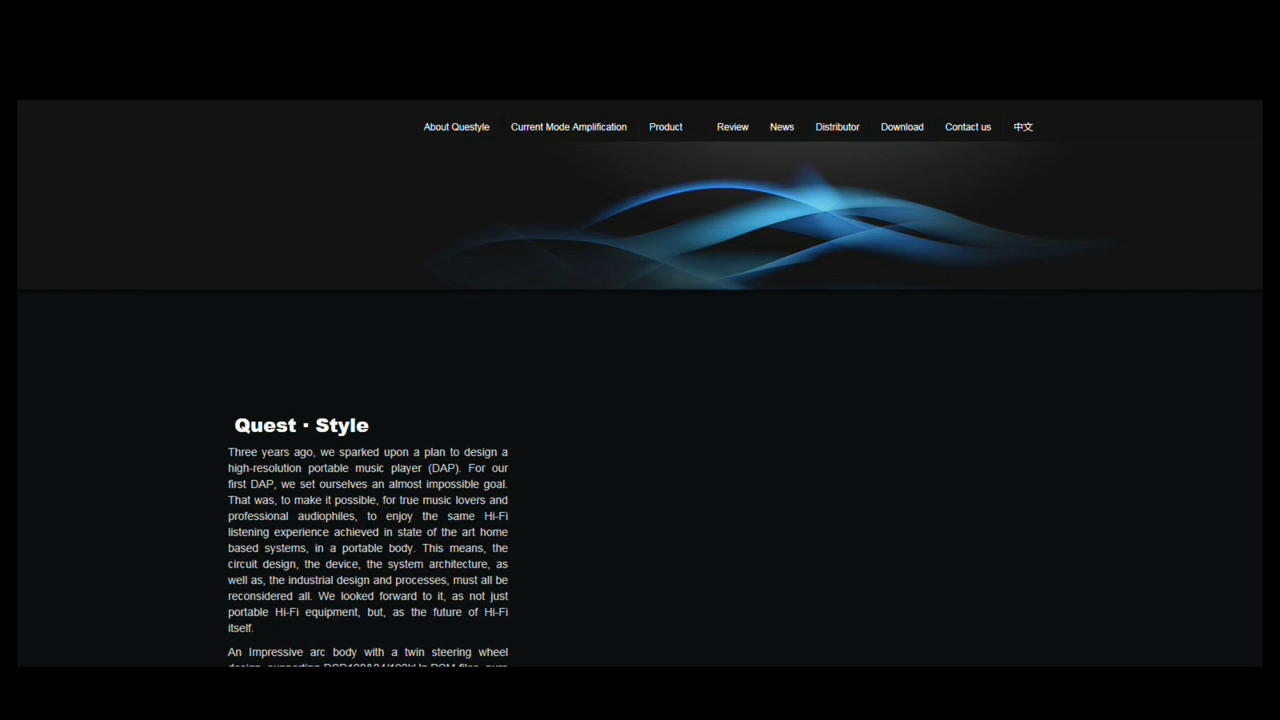 About Questyle Current Mode Amplification Product Review News Distributor Download Contact us 中文
Quest · Style
Three years ago, we sparked upon a plan to design a
high-resolution portable music player (DAP). For our
first DAP, we set ourselves an almost impossible goal.
That was, to make it possible, for true music lovers and
professional audiophiles, to enjoy the same Hi-Fi
listening experience achieved in state of the art home
based systems, in a portable body. This means, the
circuit design, the device, the system architecture, as
well as, the industrial design and processes, must all be
reconsidered all. We looked forward to it, as not just
portable Hi-Fi equipment, but, as the future of Hi-Fi
itself.
An Impressive arc body with a twin steering wheel
design, supporting